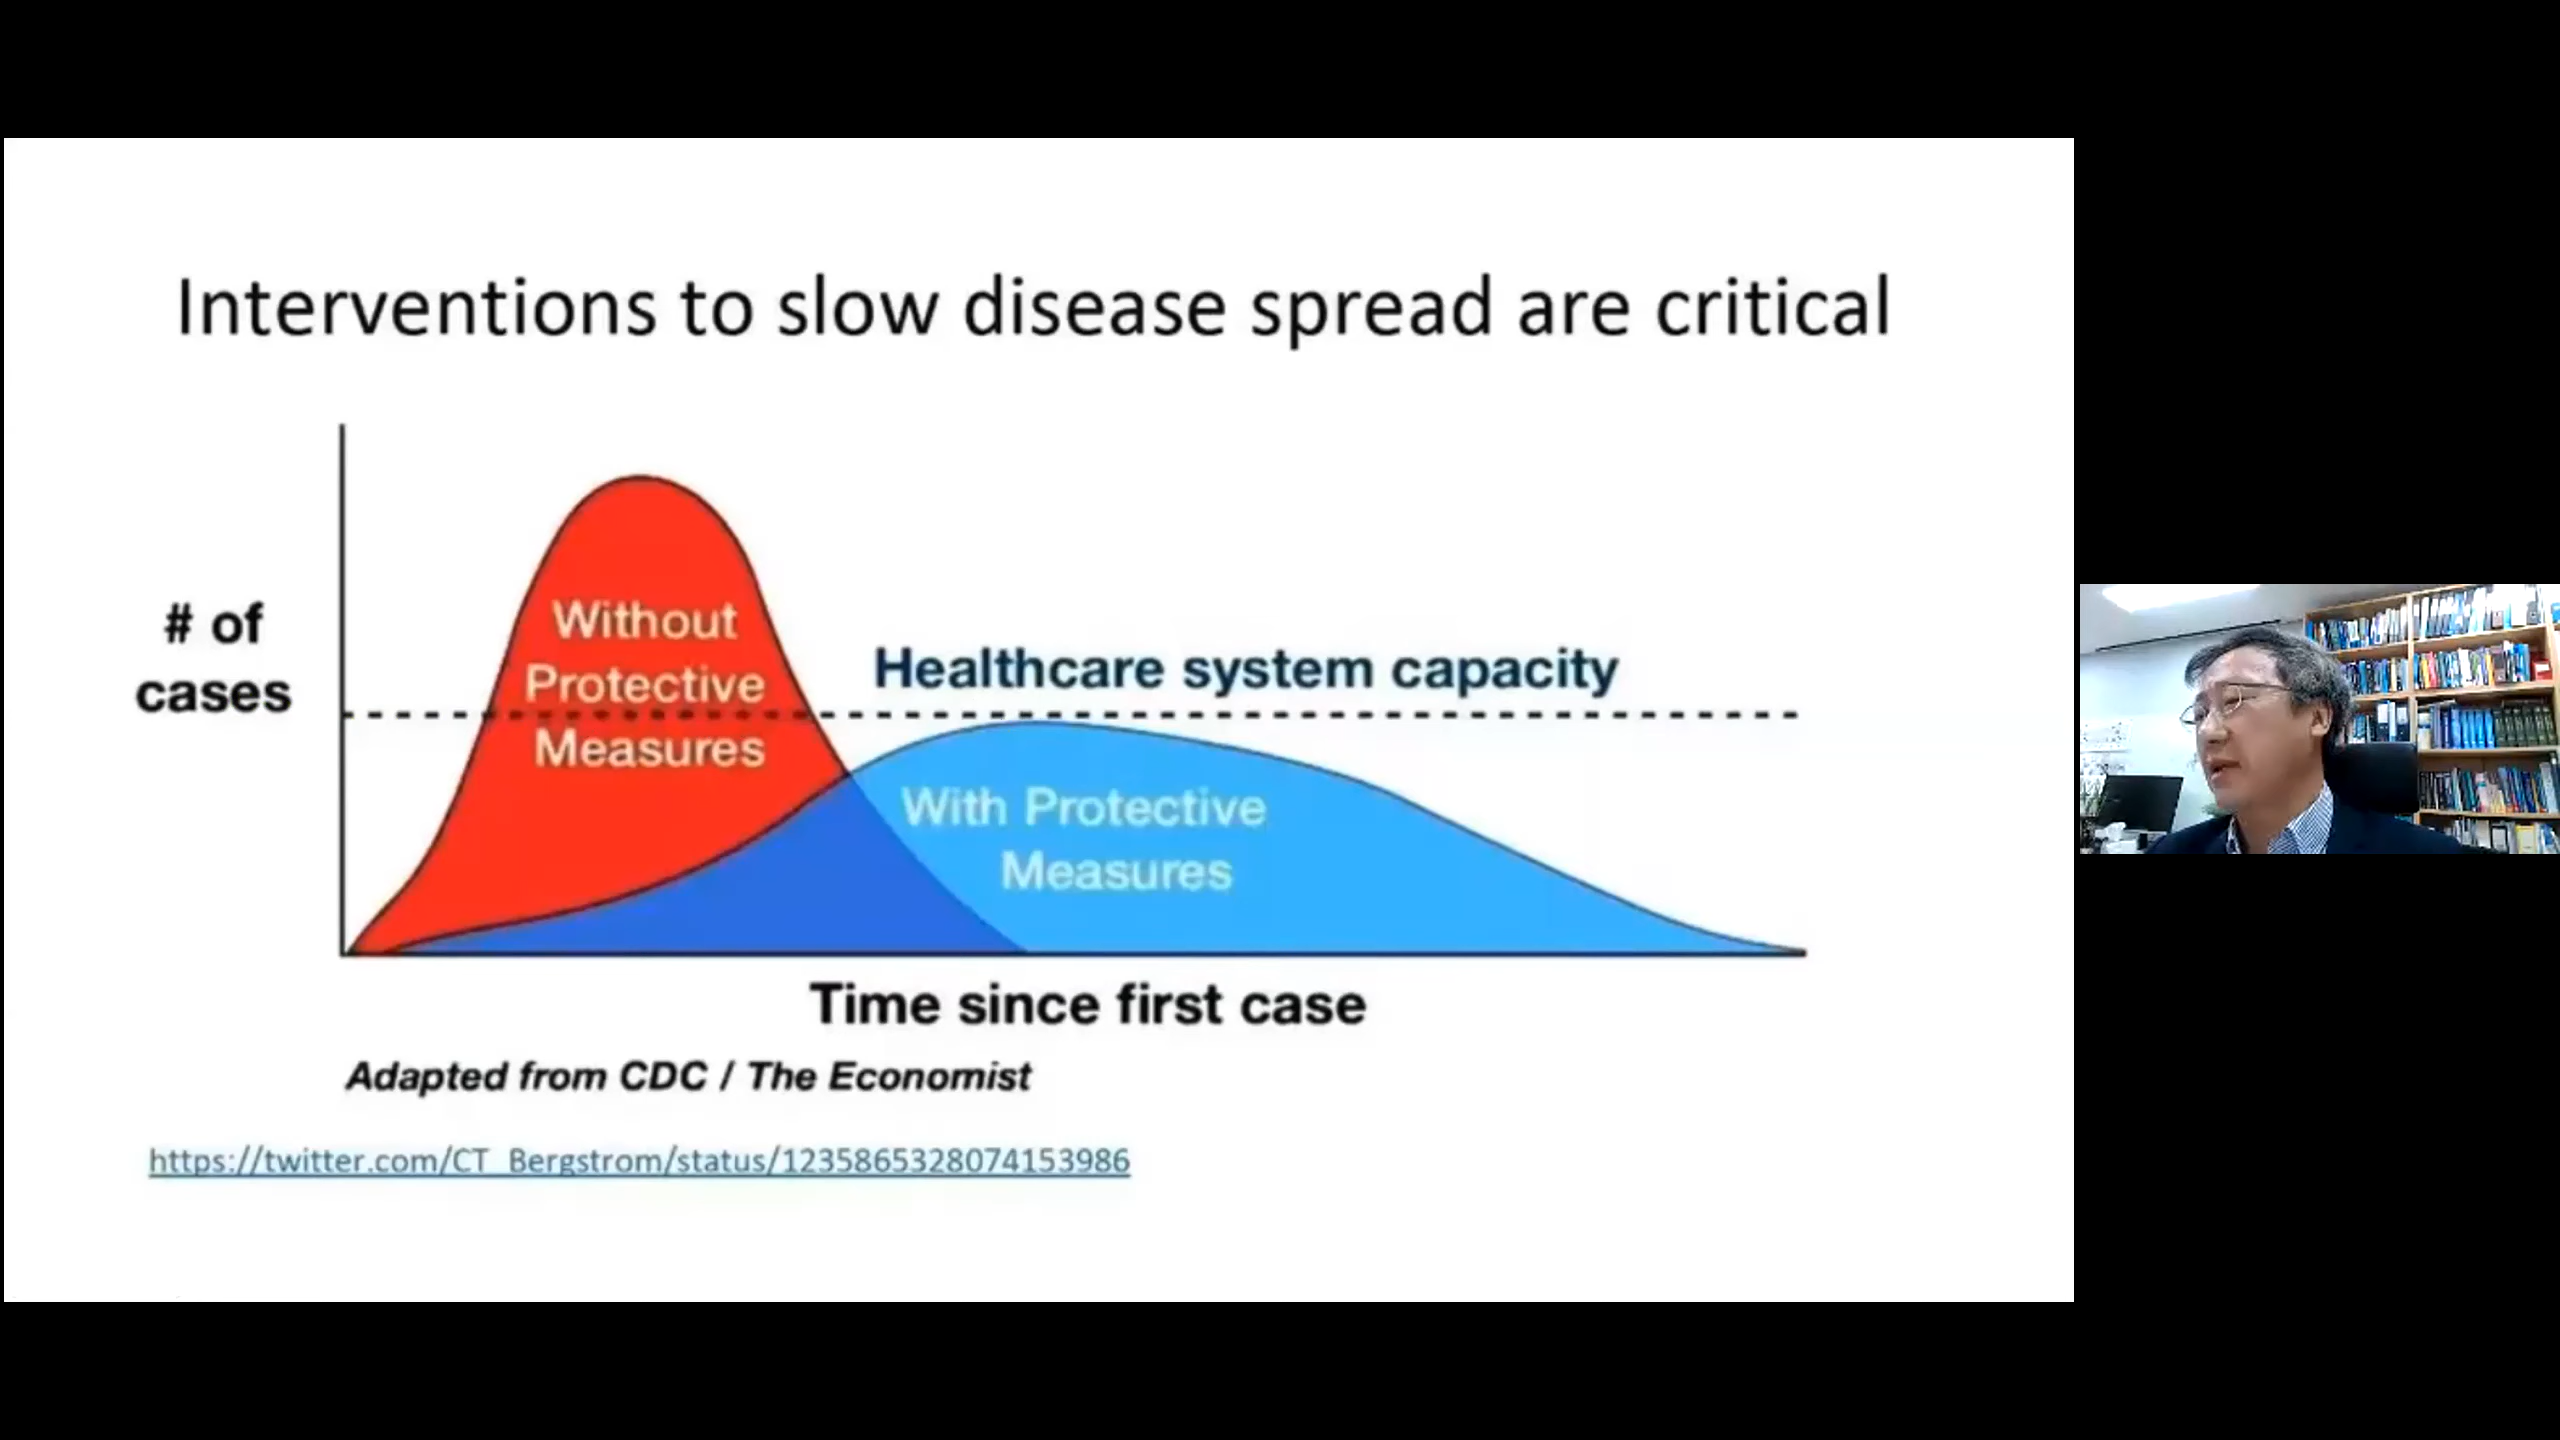 Interventions to slow disease spread are critical
# of
cases
Without
Protective
Measures
Healthcare system capacity
With Protective
Measures
Time since first case
Adapted from CDC / The Economist
https://twitter.com/CT_Bergstrom/status/1235865328074153986